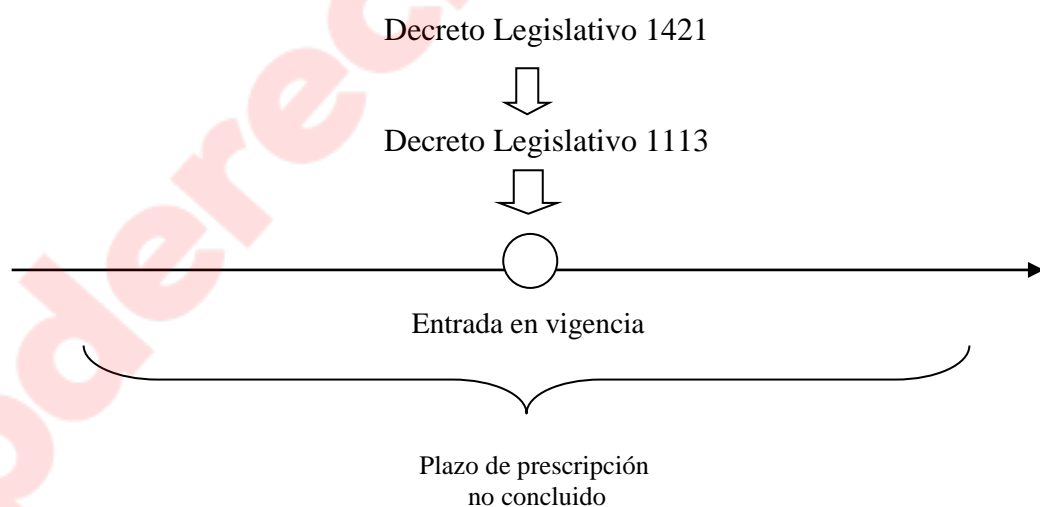 Decreto Legislativo 1421
Decreto Legislativo 1113
Entrada en vigencia
Plazo de prescripción
no concluido